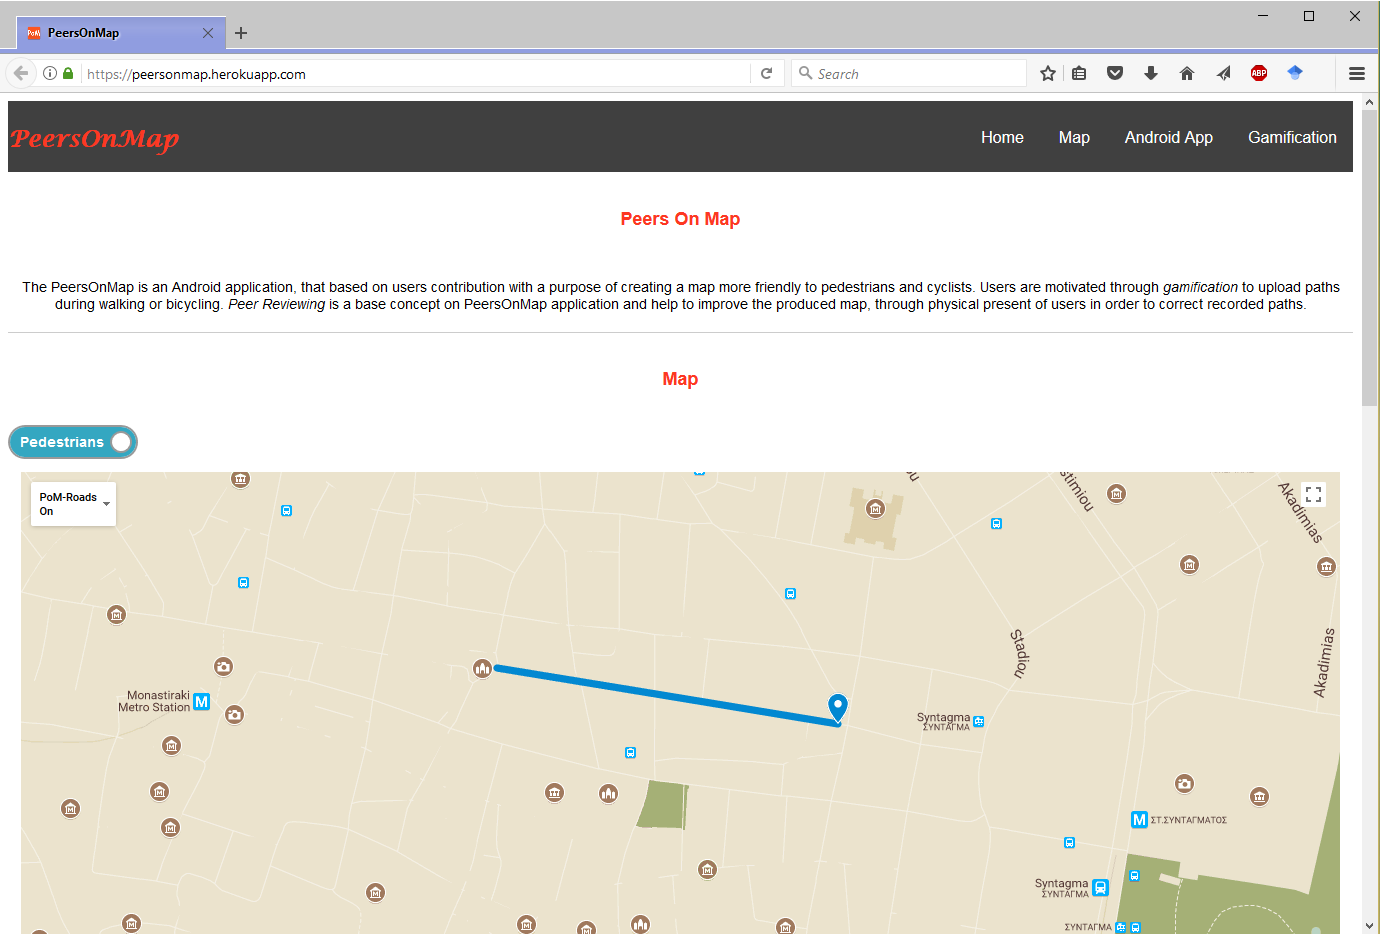 PeersOnMap
https://peersonmap.herokuapp.com
Search
ABP
PeersOnMap
Home Map Android App Gamification
Peers On Map
The PeersOnMap is an Android application, that based on users contribution with a purpose of creating a map more friendly to pedestrians and cyclists. Users are motivated through gamification to upload paths
during walking or bicycling. Peer Reviewing is a base concept on PeersOnMap application and help to improve the produced map, through physical present of users in order to correct recorded paths.
Map
Pedestrians
PoM-Roads
On
Akadimias
Stadiou
Akadimias
Monastiraki
Metro Station
M
Syntagma
ΣΥΝΤΑΓΜΑ
M
ΣΤ.ΣΥΝΤΑΓΜΑΤΟΣ
Syntagma
ΣΥΝΤΑΓΜΑ
ΣΥΝΤΑΓΜΑ